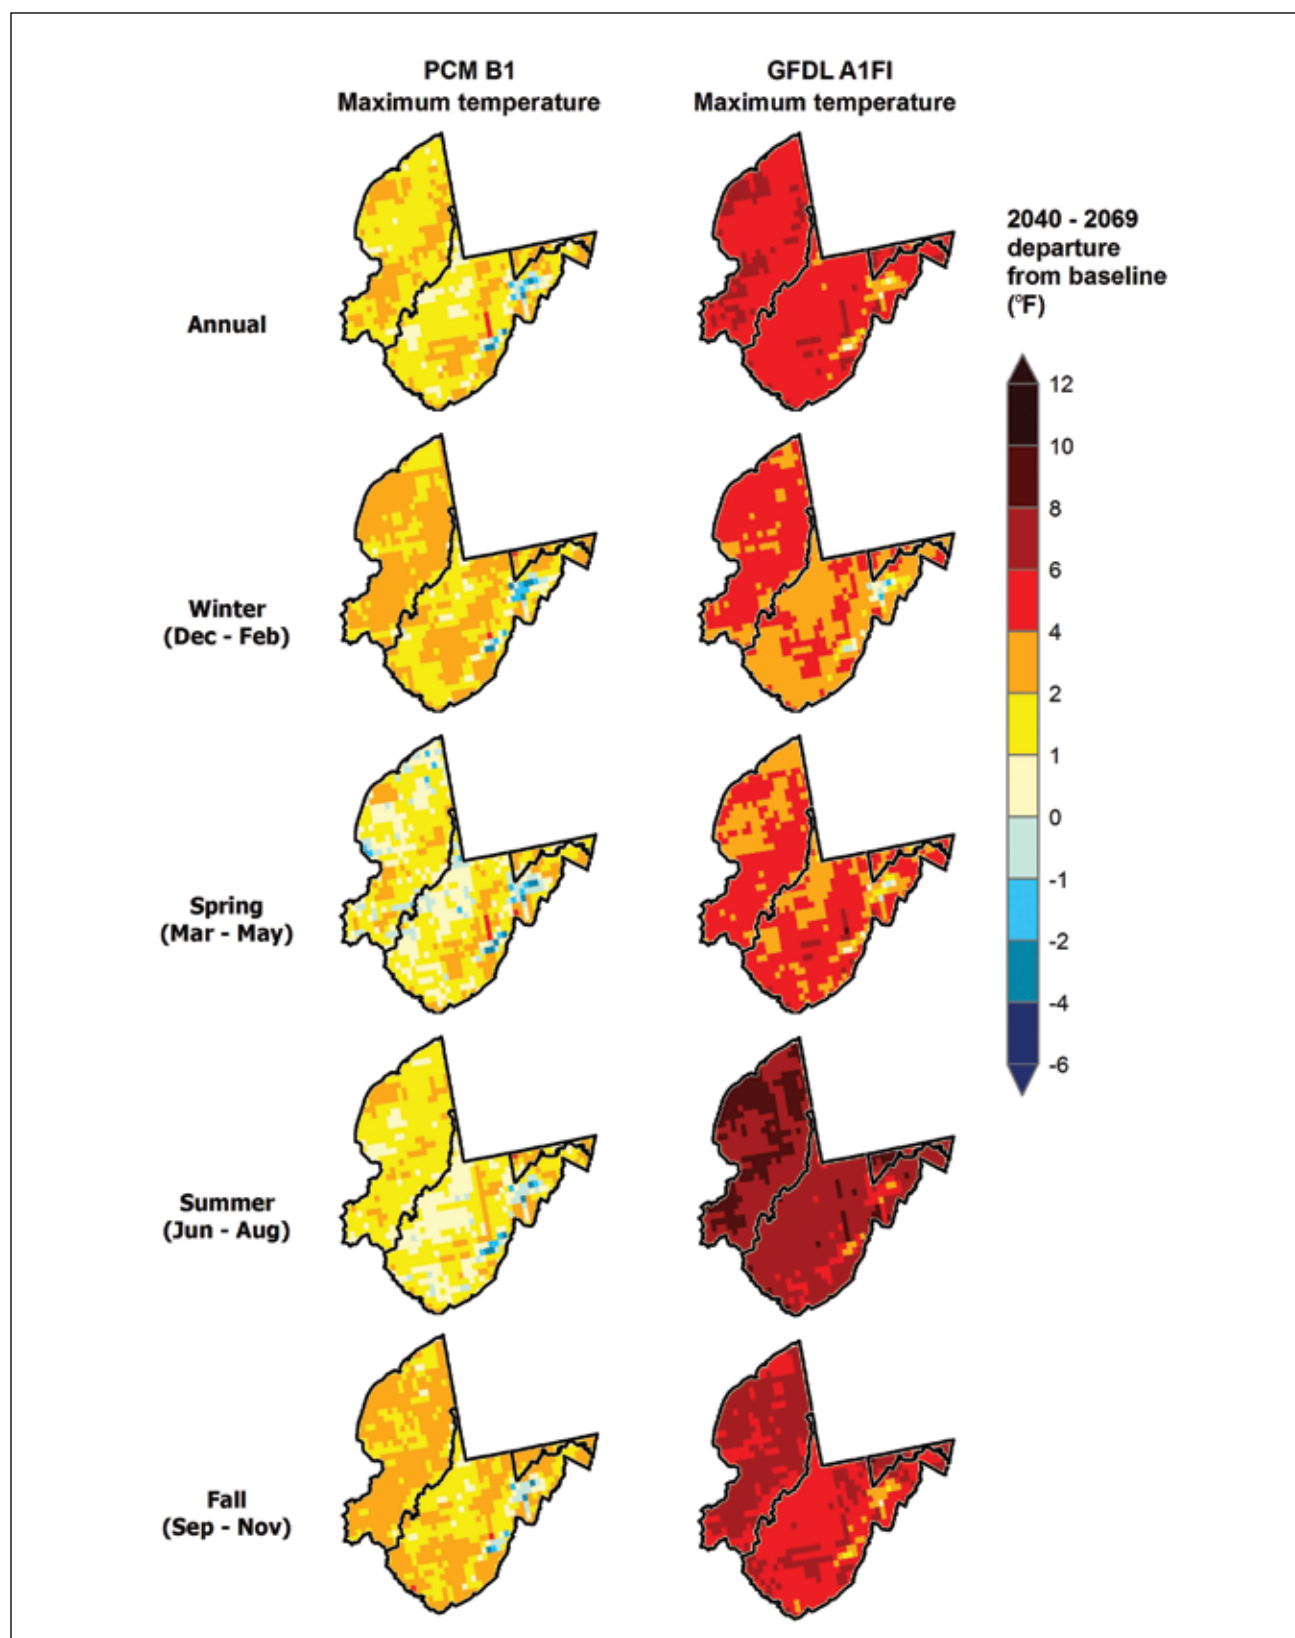 PCM B1
Maximum temperature
GFDL A1FI
Maximum temperature
2040 - 2069
departure
from baseline
(°F)
Annual
12
10
8
6
4
2
1
0
-1
-2
-4
-6
Winter
(Dec - Feb)
Spring
(Mar - May)
Summer
(Jun - Aug)
Fall
(Sep - Nov)